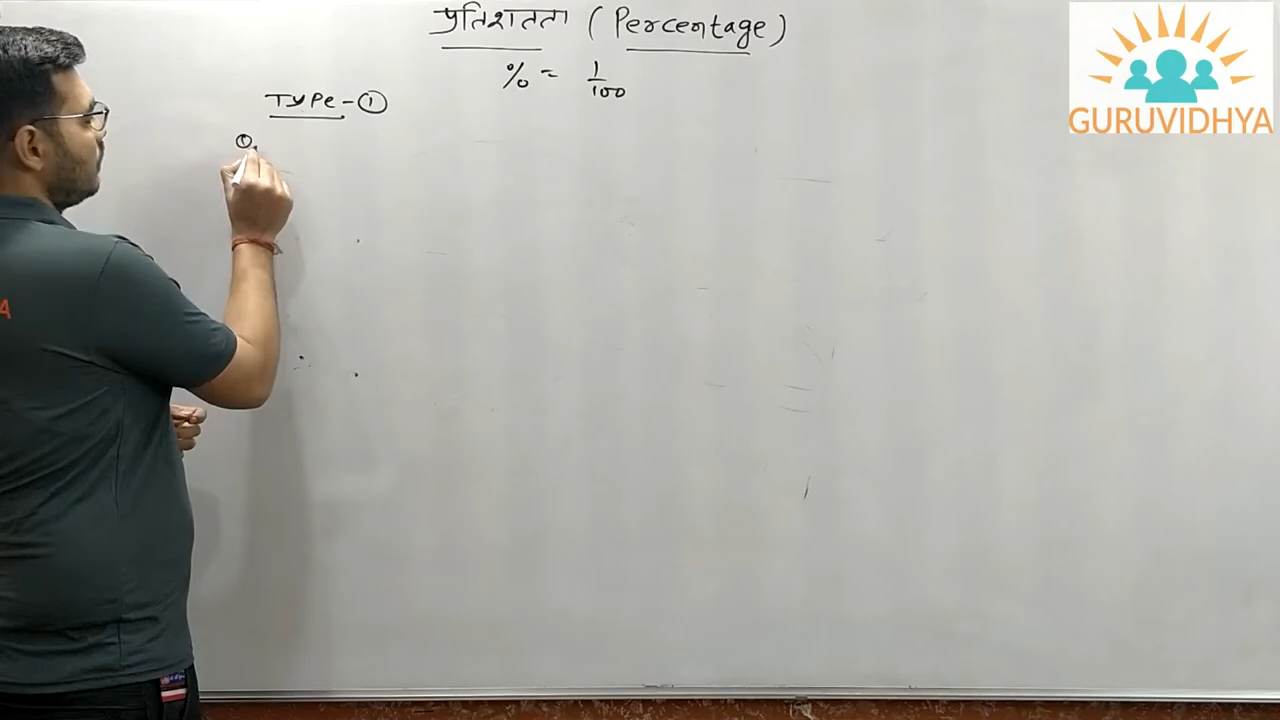 प्रतिशतता (Percentage)
% = 1/100
TYPe-①
①.
GURUVIDHYA
A